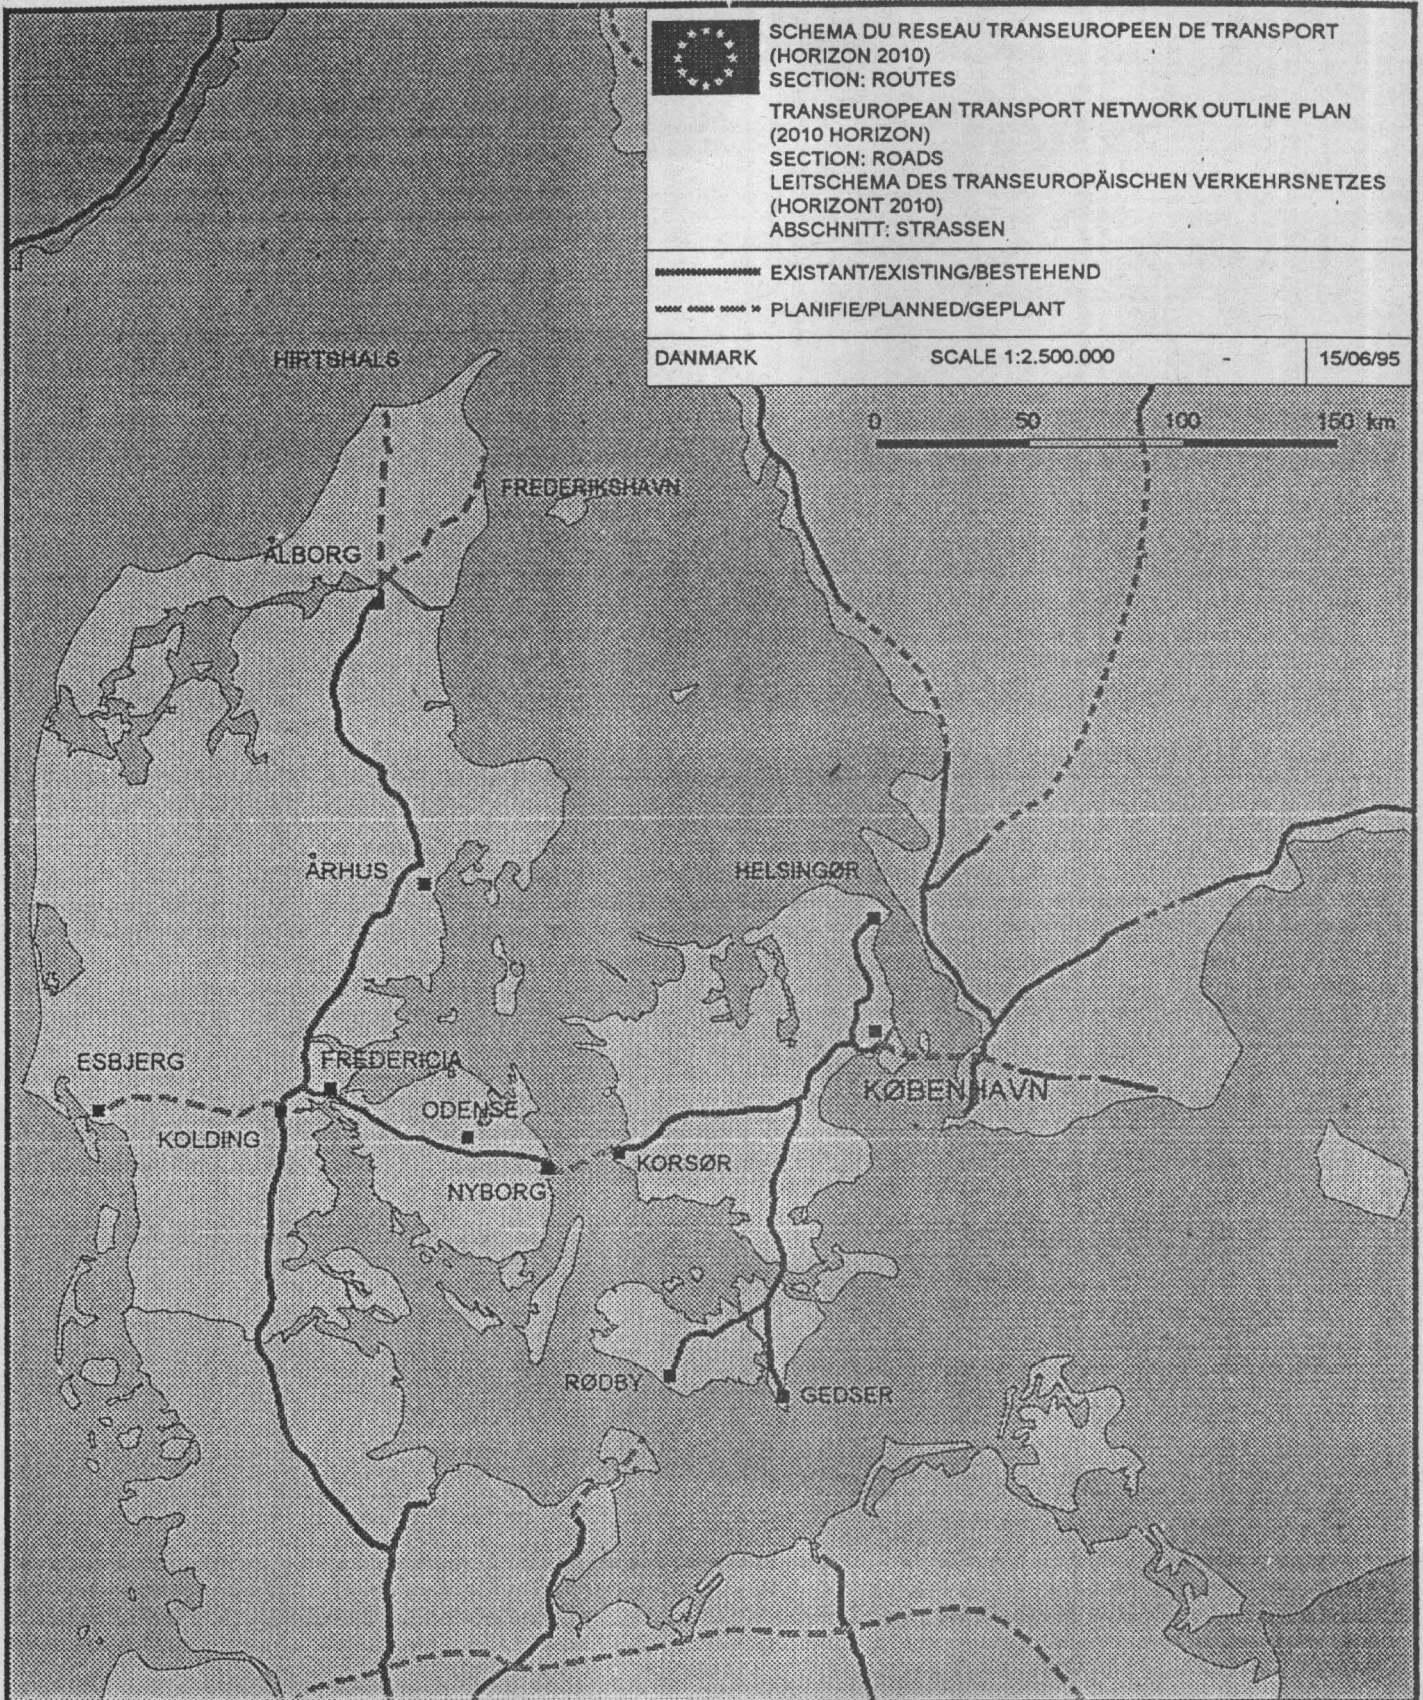 SCHEMA DU RESEAU TRANSEUROPEEN DE TRANSPORT
(HORIZON 2010)
SECTION: ROUTES
TRANSEUROPEAN TRANSPORT NETWORK OUTLINE PLAN
(2010 HORIZON)
SECTION: ROADS
LEITSCHEMA DES TRANSEUROPÄISCHEN VERKEHRSNETZES
(HORIZONT 2010)
ABSCHNITT: STRASSEN
EXISTANT/EXISTING/BESTEHEND
PLANIFIE/PLANNED/GEPLANT
DANMARK SCALE 1:2.500.000 - 15/06/95
0 50 100 150 km
HIRTSHALS
FREDERIKSHAVN
ÅLBORG
ÅRHUS
HELSINGØR
ESBJERG
FREDERICIA
KØBENHAVN
ODENSE
KOLDING
KORSØR
NYBORG
RØDBY
GEDSER